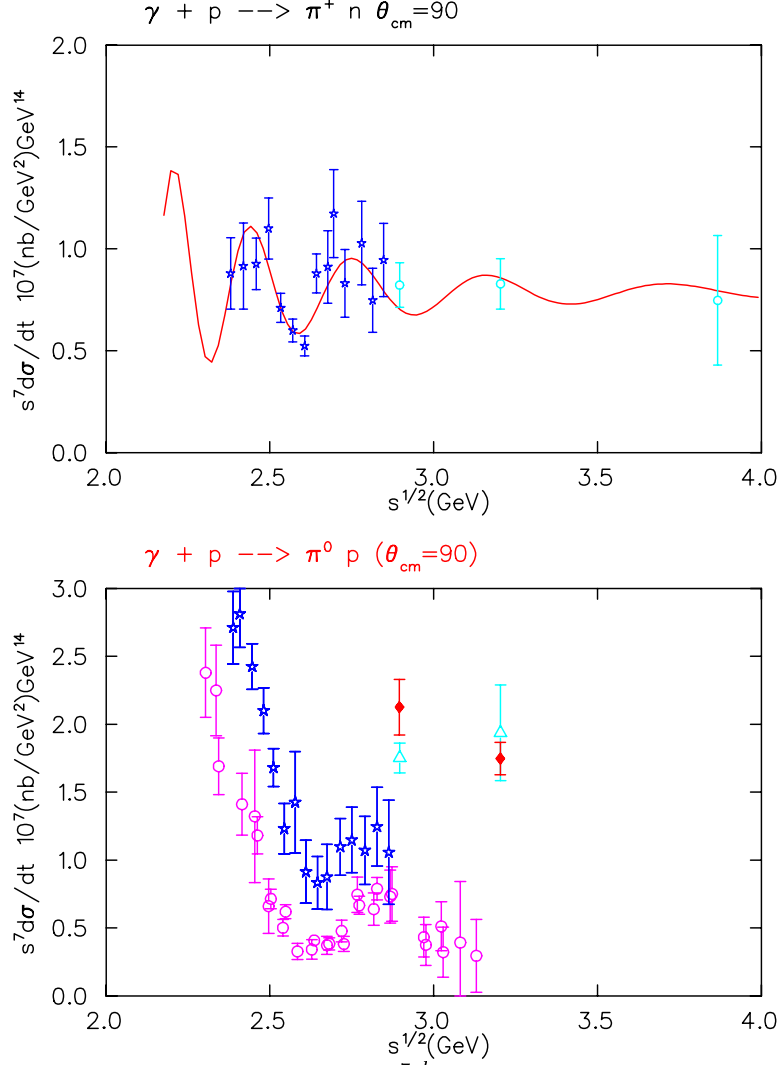 γ + p ––> π⁺ n θcm=90
2.0
1.5
1.0
0.5
0.0
s⁷dσ/dt 10⁷(nb/GeV²)GeV¹⁴
2.0 2.5 3.0 3.5 4.0
s^1/2(GeV)
γ + p ––> π⁰ p (θcm=90)
3.0
2.5
2.0
1.5
1.0
0.5
0.0
s⁷dσ/dt 10⁷(nb/GeV²)GeV¹⁴
2.0 2.5 3.0 3.5 4.0
s^1/2(GeV)